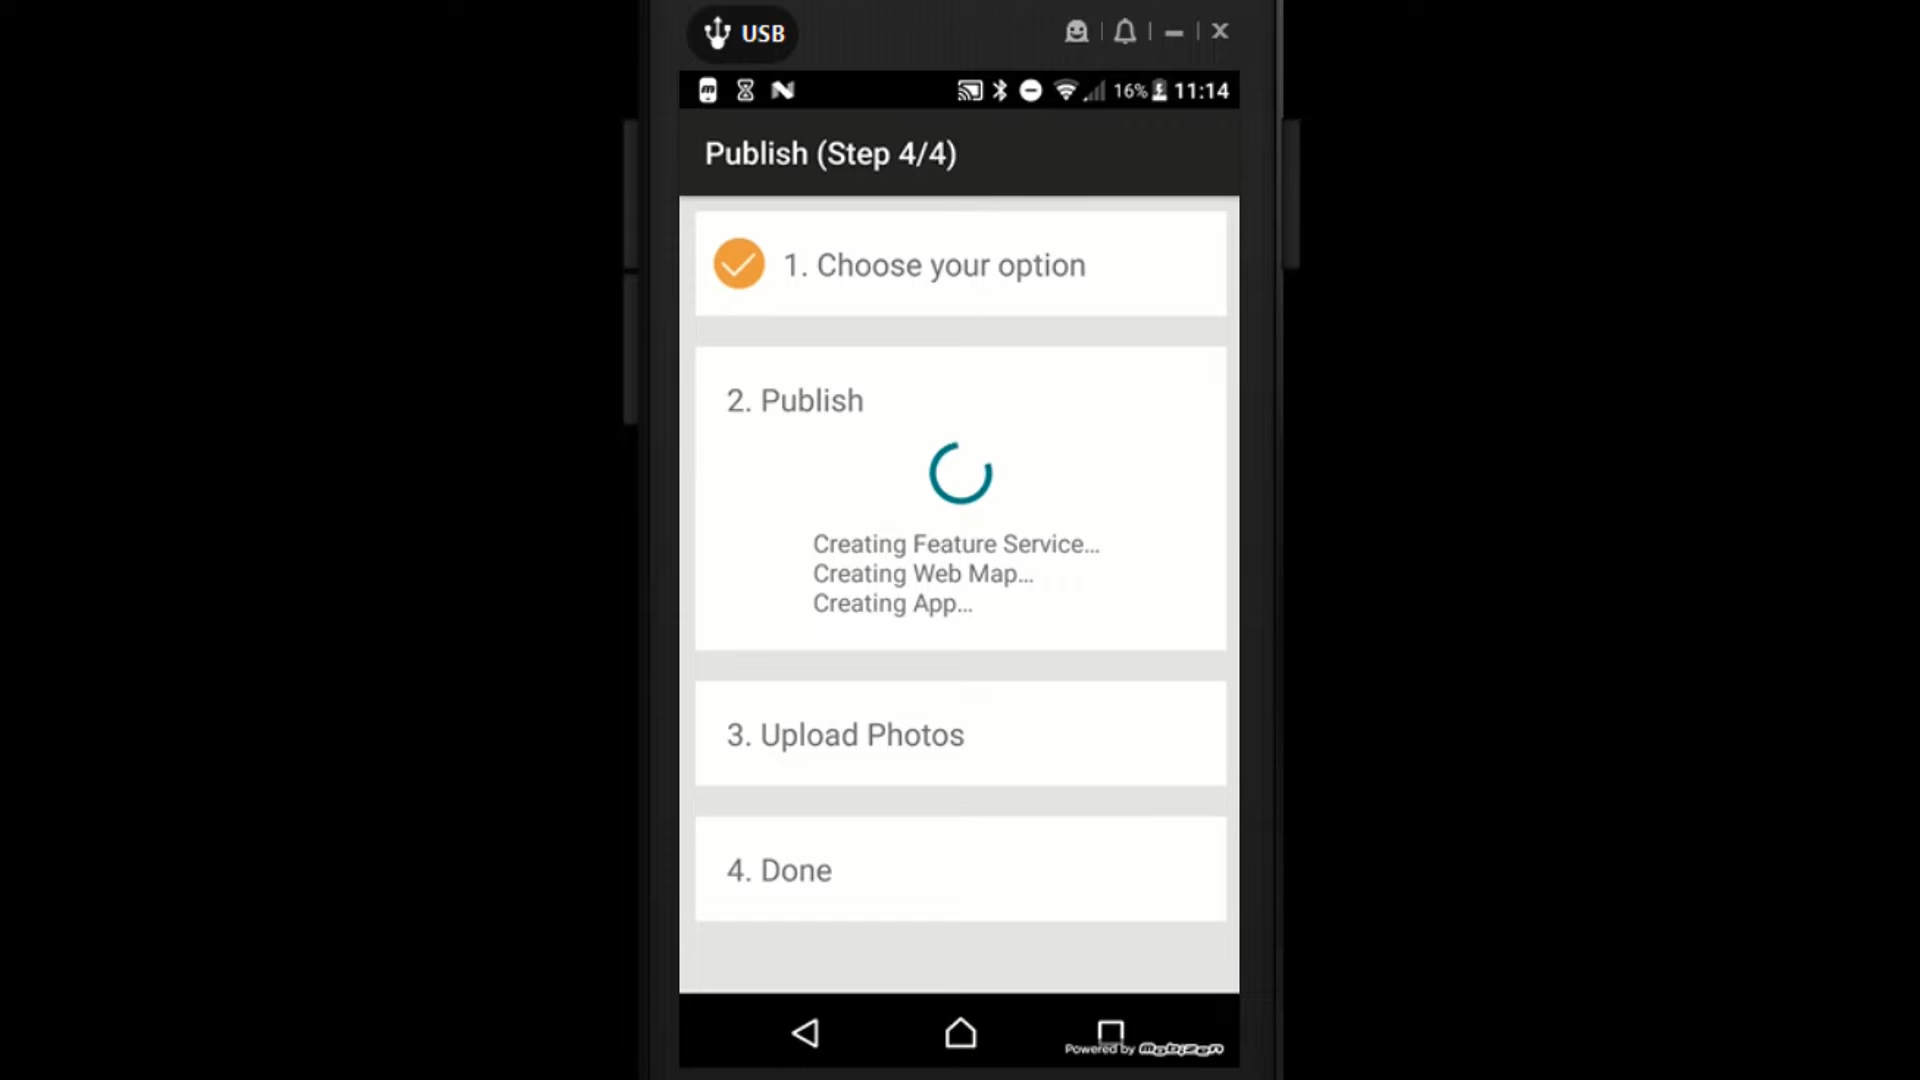 USB
16% 11:14
Publish (Step 4/4)
1. Choose your option
2. Publish
Creating Feature Service...
Creating Web Map...
Creating App...
3. Upload Photos
4. Done
Powered by mobizen